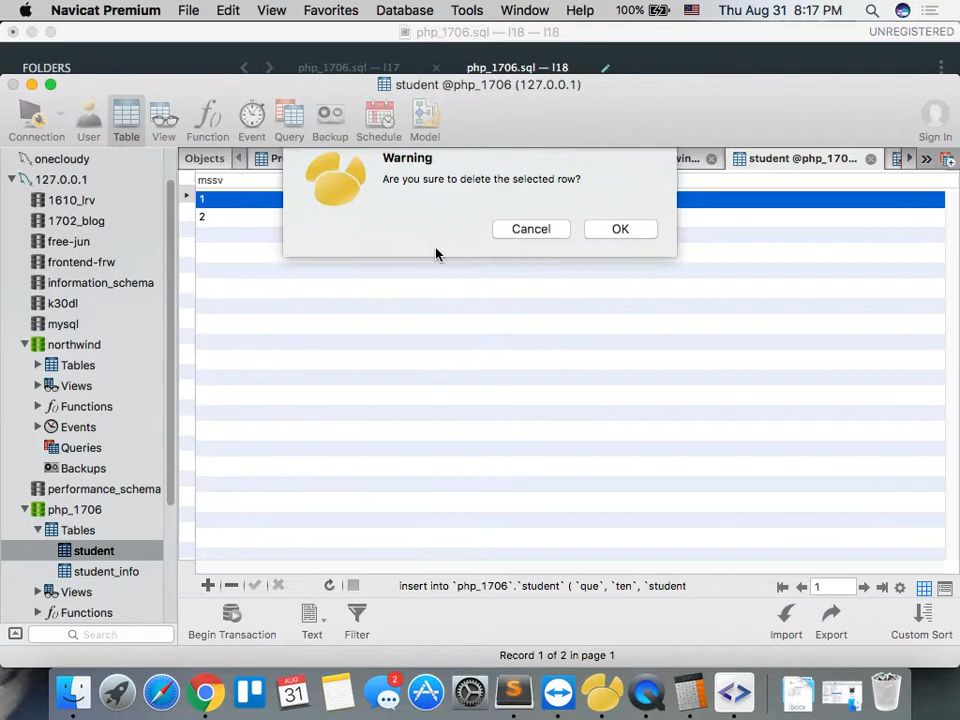 Navicat Premium File Edit View Favorites Database Tools Window Help 100% Thu Aug 31 8:17 PM
php_1706.sql — l18 — l18 UNREGISTERED
FOLDERS php_1706.sql — l17 php_1706.sql — l18
student @php_1706 (127.0.0.1)
Connection User Table View Function Event Query Backup Schedule Model Sign In
Objects student @php_170...
mssv
1
2
Warning
Are you sure to delete the selected row?
Cancel OK
onecloudy
127.0.0.1
1610_lrv
1702_blog
free-jun
frontend-frw
information_schema
k30dl
mysql
northwind
Tables
Views
Functions
Events
Queries
Backups
performance_schema
php_1706
Tables
student
student_info
Views
Functions
Search
insert into `php_1706`.`student` ( `que`, `ten`, `student 1
Begin Transaction Text Filter Import Export Custom Sort
Record 1 of 2 in page 1
AUG
31
2
.DOCX